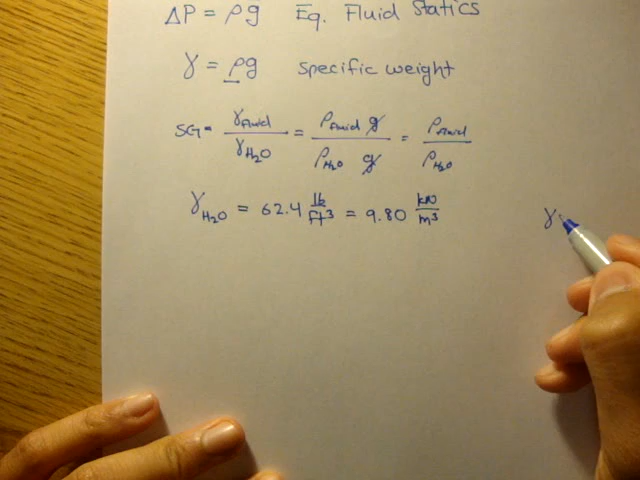 ΔP = ρg Eq. Fluid Statics
γ = ρg specific weight
SG = γFluid / γH₂O = ρFluid g / ρH₂O g = ρFluid / ρH₂O
γH₂O = 62.4 lb/ft³ = 9.80 kN/m³ γ